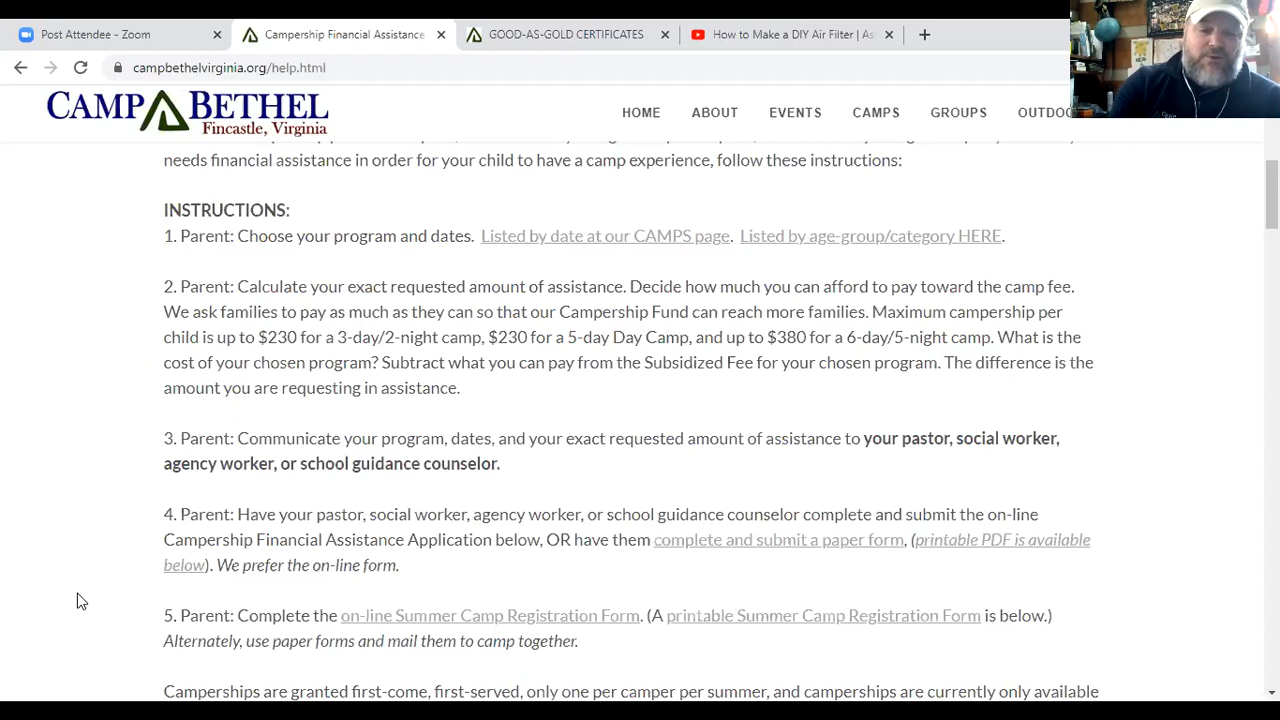 Post Attendee - Zoom
Campership Financial Assistance
GOOD-AS-GOLD CERTIFICATES
How to Make a DIY Air Filter | As
campbethelvirginia.org/help.html
CAMP BETHEL
Fincastle, Virginia
HOME ABOUT EVENTS CAMPS GROUPS OUTDO
needs financial assistance in order for your child to have a camp experience, follow these instructions:
INSTRUCTIONS:
1. Parent: Choose your program and dates. Listed by date at our CAMPS page. Listed by age-group/category HERE.
2. Parent: Calculate your exact requested amount of assistance. Decide how much you can afford to pay toward the camp fee.
We ask families to pay as much as they can so that our Campership Fund can reach more families. Maximum campership per
child is up to $230 for a 3-day/2-night camp, $230 for a 5-day Day Camp, and up to $380 for a 6-day/5-night camp. What is the
cost of your chosen program? Subtract what you can pay from the Subsidized Fee for your chosen program. The difference is the
amount you are requesting in assistance.
3. Parent: Communicate your program, dates, and your exact requested amount of assistance to your pastor, social worker,
agency worker, or school guidance counselor.
4. Parent: Have your pastor, social worker, agency worker, or school guidance counselor complete and submit the on-line
Campership Financial Assistance Application below, OR have them complete and submit a paper form, (printable PDF is available
below). We prefer the on-line form.
5. Parent: Complete the on-line Summer Camp Registration Form. (A printable Summer Camp Registration Form is below.)
Alternately, use paper forms and mail them to camp together.
Camperships are granted first-come, first-served, only one per camper per summer, and camperships are currently only available